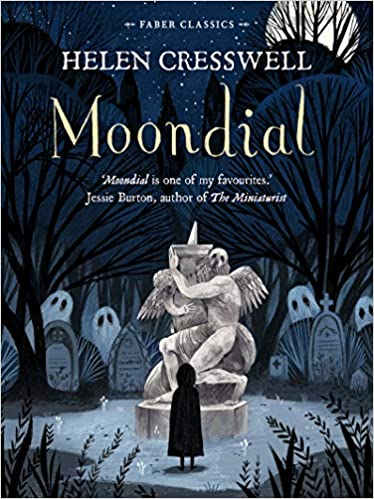 FABER CLASSICS
HELEN CRESSWELL
Moondial
‘Moondial is one of my favourites.’
Jessie Burton, author of The Miniaturist